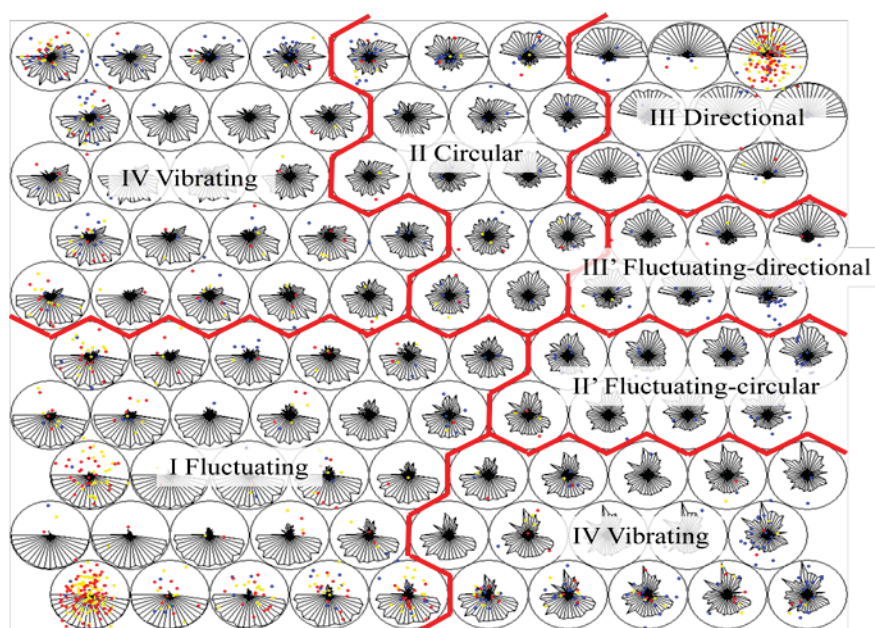 III Directional
II Circular
IV Vibrating
III' Fluctuating-directional
II' Fluctuating-circular
I Fluctuating
IV Vibrating